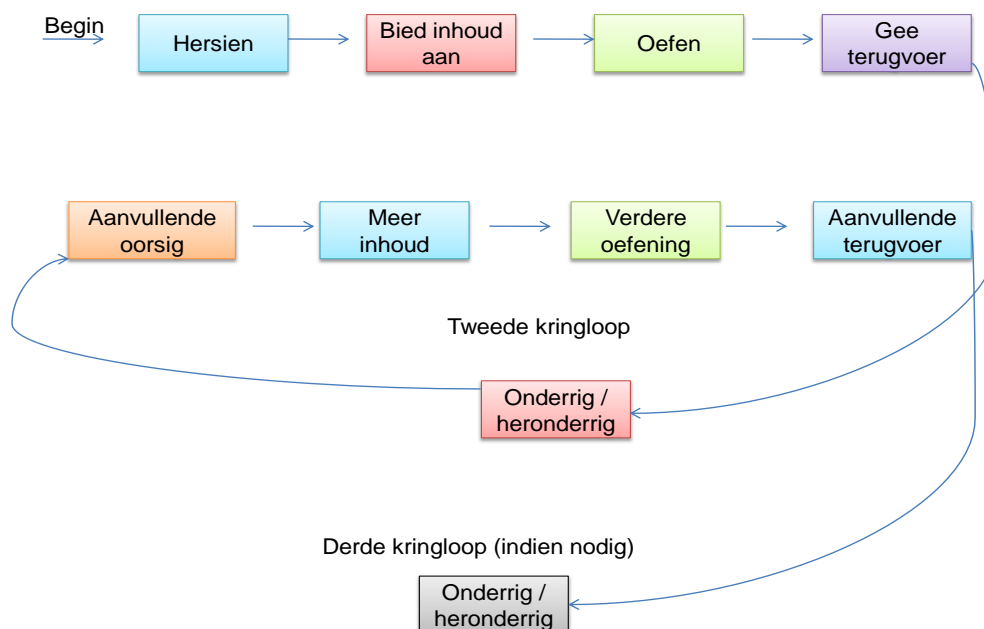 Begin
Hersien
Bied inhoud
aan
Oefen
Gee
terugvoer
Aanvullende
oorsig
Meer
inhoud
Verdere
oefening
Aanvullende
terugvoer
Tweede kringloop
Onderrig /
heronderrig
Derde kringloop (indien nodig)
Onderrig /
heronderrig